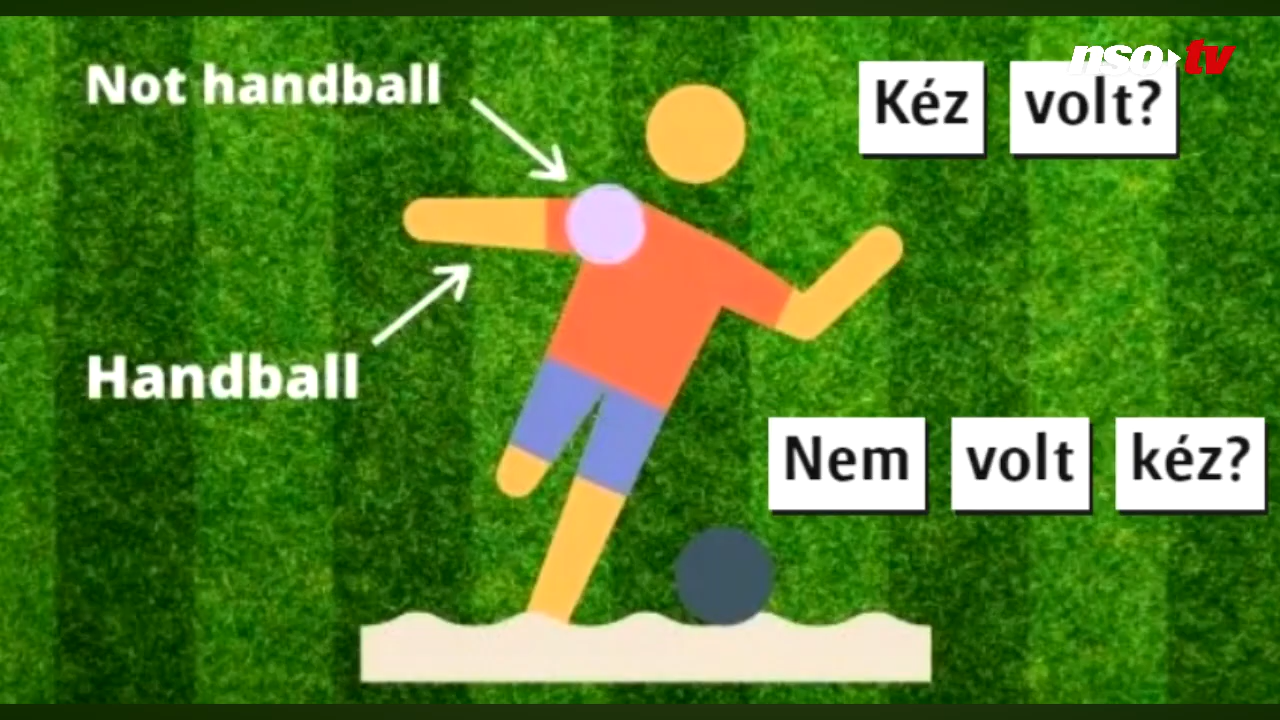 nso tv
Not handball
Kéz volt?
Handball
Nem volt kéz?